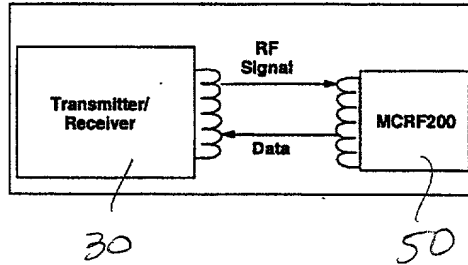 RF
Signal
Transmitter/
Receiver
MCRF200
Data
30
50